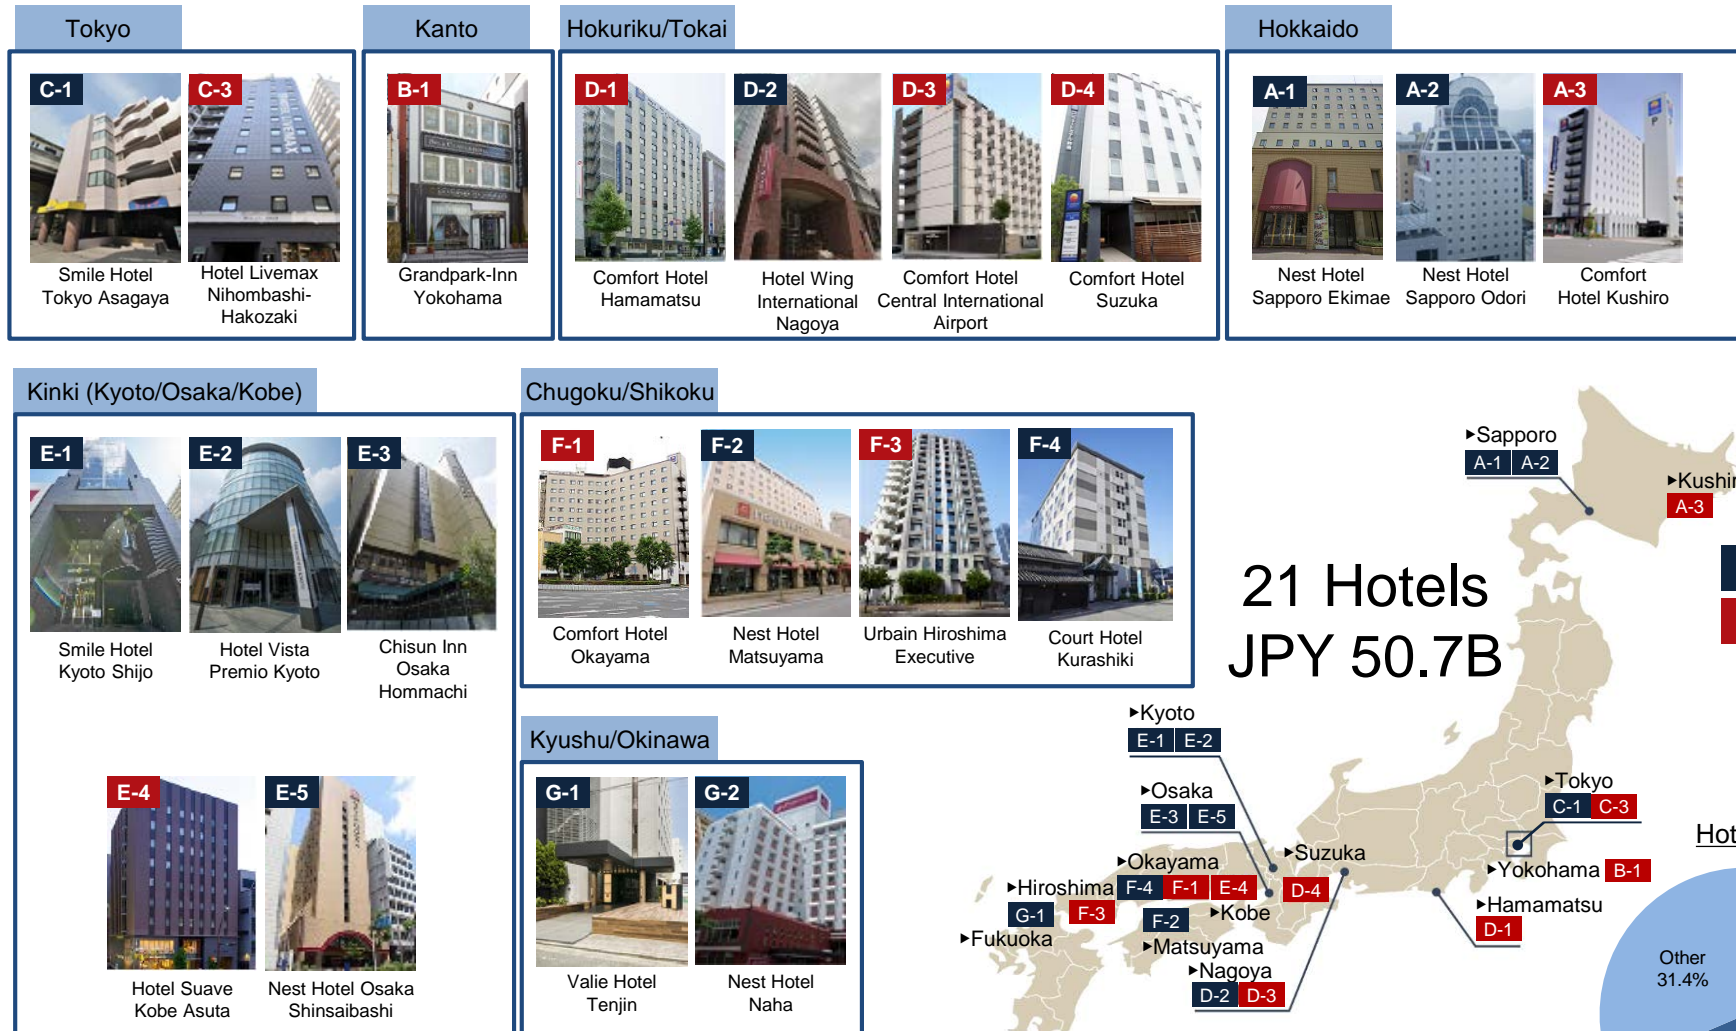 Tokyo
C-1
C-3
Smile Hotel
Tokyo Asagaya
Hotel Livemax
Nihombashi-
Hakozaki
Kanto
B-1
Grandpark-Inn
Yokohama
Hokuriku/Tokai
D-1
D-2
D-3
D-4
Comfort Hotel
Hamamatsu
Hotel Wing
International
Nagoya
Comfort Hotel
Central International
Airport
Comfort Hotel
Suzuka
Hokkaido
A-1
A-2
A-3
Nest Hotel
Sapporo Ekimae
Nest Hotel
Sapporo Odori
Comfort
Hotel Kushiro
Kinki (Kyoto/Osaka/Kobe)
E-1
E-2
E-3
Smile Hotel
Kyoto Shijo
Hotel Vista
Premio Kyoto
Chisun Inn
Osaka
Hommachi
E-4
E-5
Hotel Suave
Kobe Asuta
Nest Hotel Osaka
Shinsaibashi
Chugoku/Shikoku
F-1
F-2
F-3
F-4
Comfort Hotel
Okayama
Nest Hotel
Matsuyama
Urbain Hiroshima
Executive
Court Hotel
Kurashiki
Kyushu/Okinawa
G-1
G-2
Valie Hotel
Tenjin
Nest Hotel
Naha
21 Hotels
JPY 50.7B
▶Sapporo
A-1 A-2
▶Kushir
A-3
▶Kyoto
E-1 E-2
▶Osaka
E-3 E-5
▶Okayama
F-4 F-1 E-4
▶Suzuka
D-4
▶Hiroshima
G-1 F-3
F-2
▶Kobe
▶Fukuoka
▶Matsuyama
▶Nagoya
D-2 D-3
▶Tokyo
C-1 C-3
▶Yokohama B-1
▶Hamamatsu
D-1
Hot
Other
31.4%